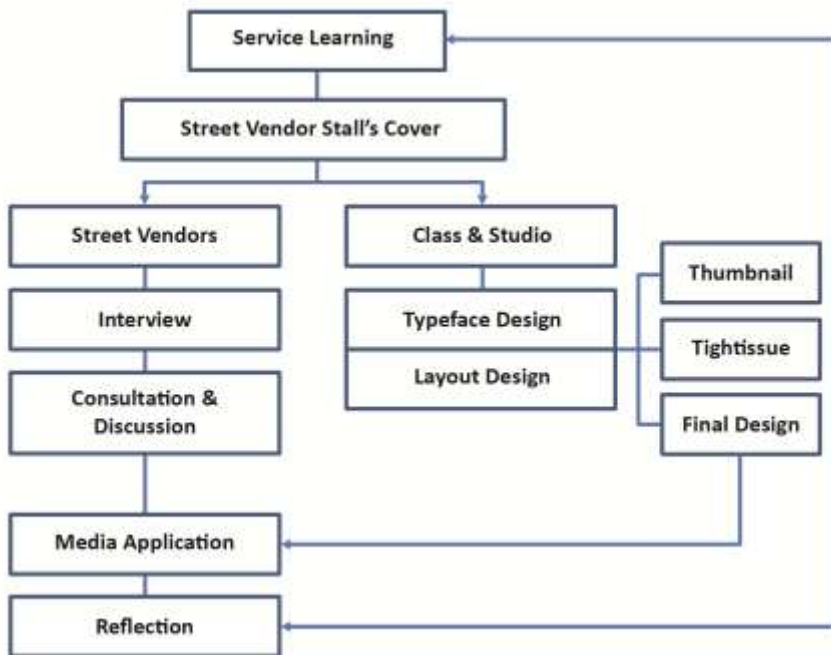 Service Learning
Street Vendor Stall's Cover
Street Vendors
Class & Studio
Thumbnail
Interview
Typeface Design
Tightissue
Layout Design
Consultation &
Discussion
Final Design
Media Application
Reflection